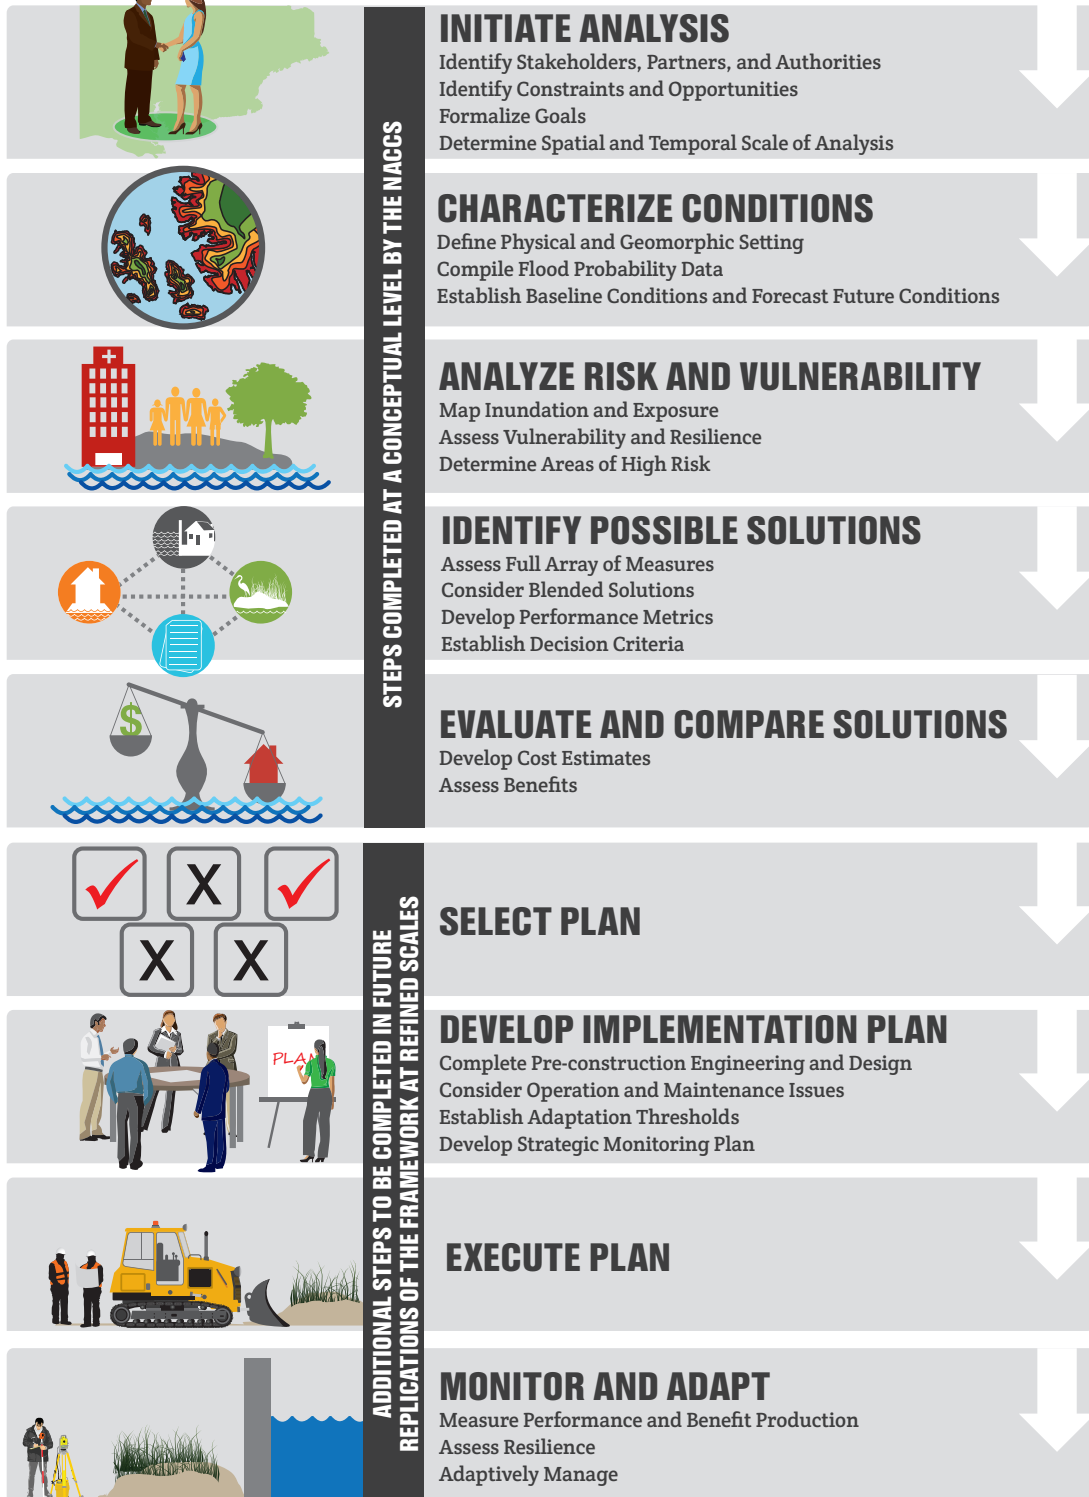 INITIATE ANALYSIS
Identify Stakeholders, Partners, and Authorities
Identify Constraints and Opportunities
Formalize Goals
Determine Spatial and Temporal Scale of Analysis
CHARACTERIZE CONDITIONS
Define Physical and Geomorphic Setting
Compile Flood Probability Data
Establish Baseline Conditions and Forecast Future Conditions
ANALYZE RISK AND VULNERABILITY
Map Inundation and Exposure
Assess Vulnerability and Resilience
Determine Areas of High Risk
IDENTIFY POSSIBLE SOLUTIONS
Assess Full Array of Measures
Consider Blended Solutions
Develop Performance Metrics
Establish Decision Criteria
$
EVALUATE AND COMPARE SOLUTIONS
Develop Cost Estimates
Assess Benefits
STEPS COMPLETED AT A CONCEPTUAL LEVEL BY THE NACCS
X
X X
SELECT PLAN
PLAN
DEVELOP IMPLEMENTATION PLAN
Complete Pre-construction Engineering and Design
Consider Operation and Maintenance Issues
Establish Adaptation Thresholds
Develop Strategic Monitoring Plan
EXECUTE PLAN
MONITOR AND ADAPT
Measure Performance and Benefit Production
Assess Resilience
Adaptively Manage
ADDITIONAL STEPS TO BE COMPLETED IN FUTURE
REPLICATIONS OF THE FRAMEWORK AT REFINED SCALES